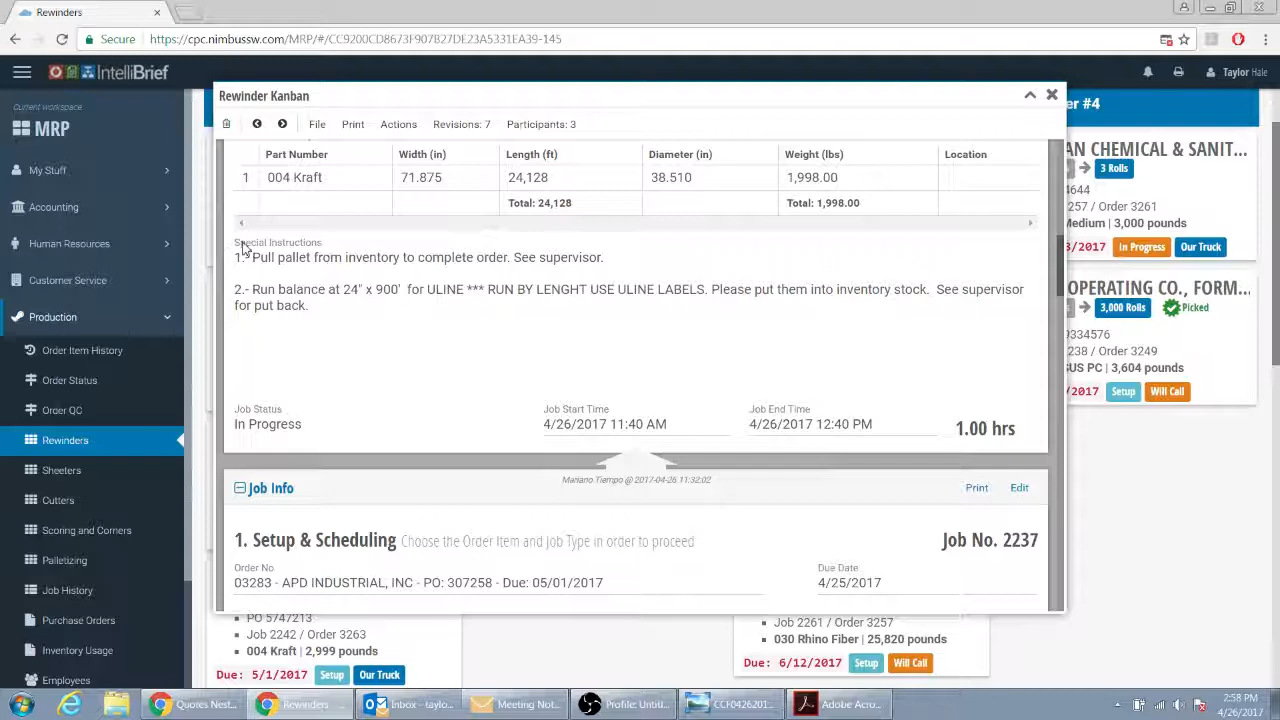 Rewinders
Secure
https://cpc.nimbussw.com/MRP/#/CC9200CD8673F907B27DE23A5331EA39-145
IntelliBrief
Taylor Hale
Current workspace
MRP
My Stuff
Accounting
Human Resources
Customer Service
Production
Order Item History
Order Status
Order QC
Rewinders
Sheeters
Cutters
Scoring and Corners
Palletizing
Job History
Purchase Orders
Inventory Usage
Employees
Rewinder Kanban
File Print Actions Revisions: 7 Participants: 3
Part Number Width (in) Length (ft) Diameter (in) Weight (lbs) Location
1 004 Kraft 71.875 24,128 38.510 1,998.00
Total: 24,128 Total: 1,998.00
Special Instructions
1.- Pull pallet from inventory to complete order. See supervisor.
2.- Run balance at 24" x 900' for ULINE *** RUN BY LENGHT USE ULINE LABELS. Please put them into inventory stock. See supervisor
for put back.
Job Status Job Start Time Job End Time
In Progress 4/26/2017 11:40 AM 4/26/2017 12:40 PM 1.00 hrs
Mariano Tiempo @ 2017-04-26 11:32:02
Job Info Print Edit
1. Setup & Scheduling Choose the Order Item and Job Type in order to proceed Job No. 2237
Order No Due Date
03283 - APD INDUSTRIAL, INC - PO: 307258 - Due: 05/01/2017 4/25/2017
PO 5747213
Job 2242 / Order 3263
004 Kraft | 2,999 pounds
Due: 5/1/2017 Setup Our Truck
Job 2261 / Order 3257
030 Rhino Fiber | 25,820 pounds
Due: 6/12/2017 Setup Will Call
er #4
AN CHEMICAL & SANIT...
3 Rolls
4644
257 / Order 3261
Medium | 3,000 pounds
/2017 In Progress Our Truck
OPERATING CO., FORM...
3,000 Rolls Picked
9334576
238 / Order 3249
SUS PC | 3,604 pounds
/2017 Setup Will Call
Quotes Nest...
Rewinders ...
Inbox - taylo...
Meeting Not...
Profile: Untitl...
CCF0426201...
Adobe Acro...
2:58 PM
4/26/2017